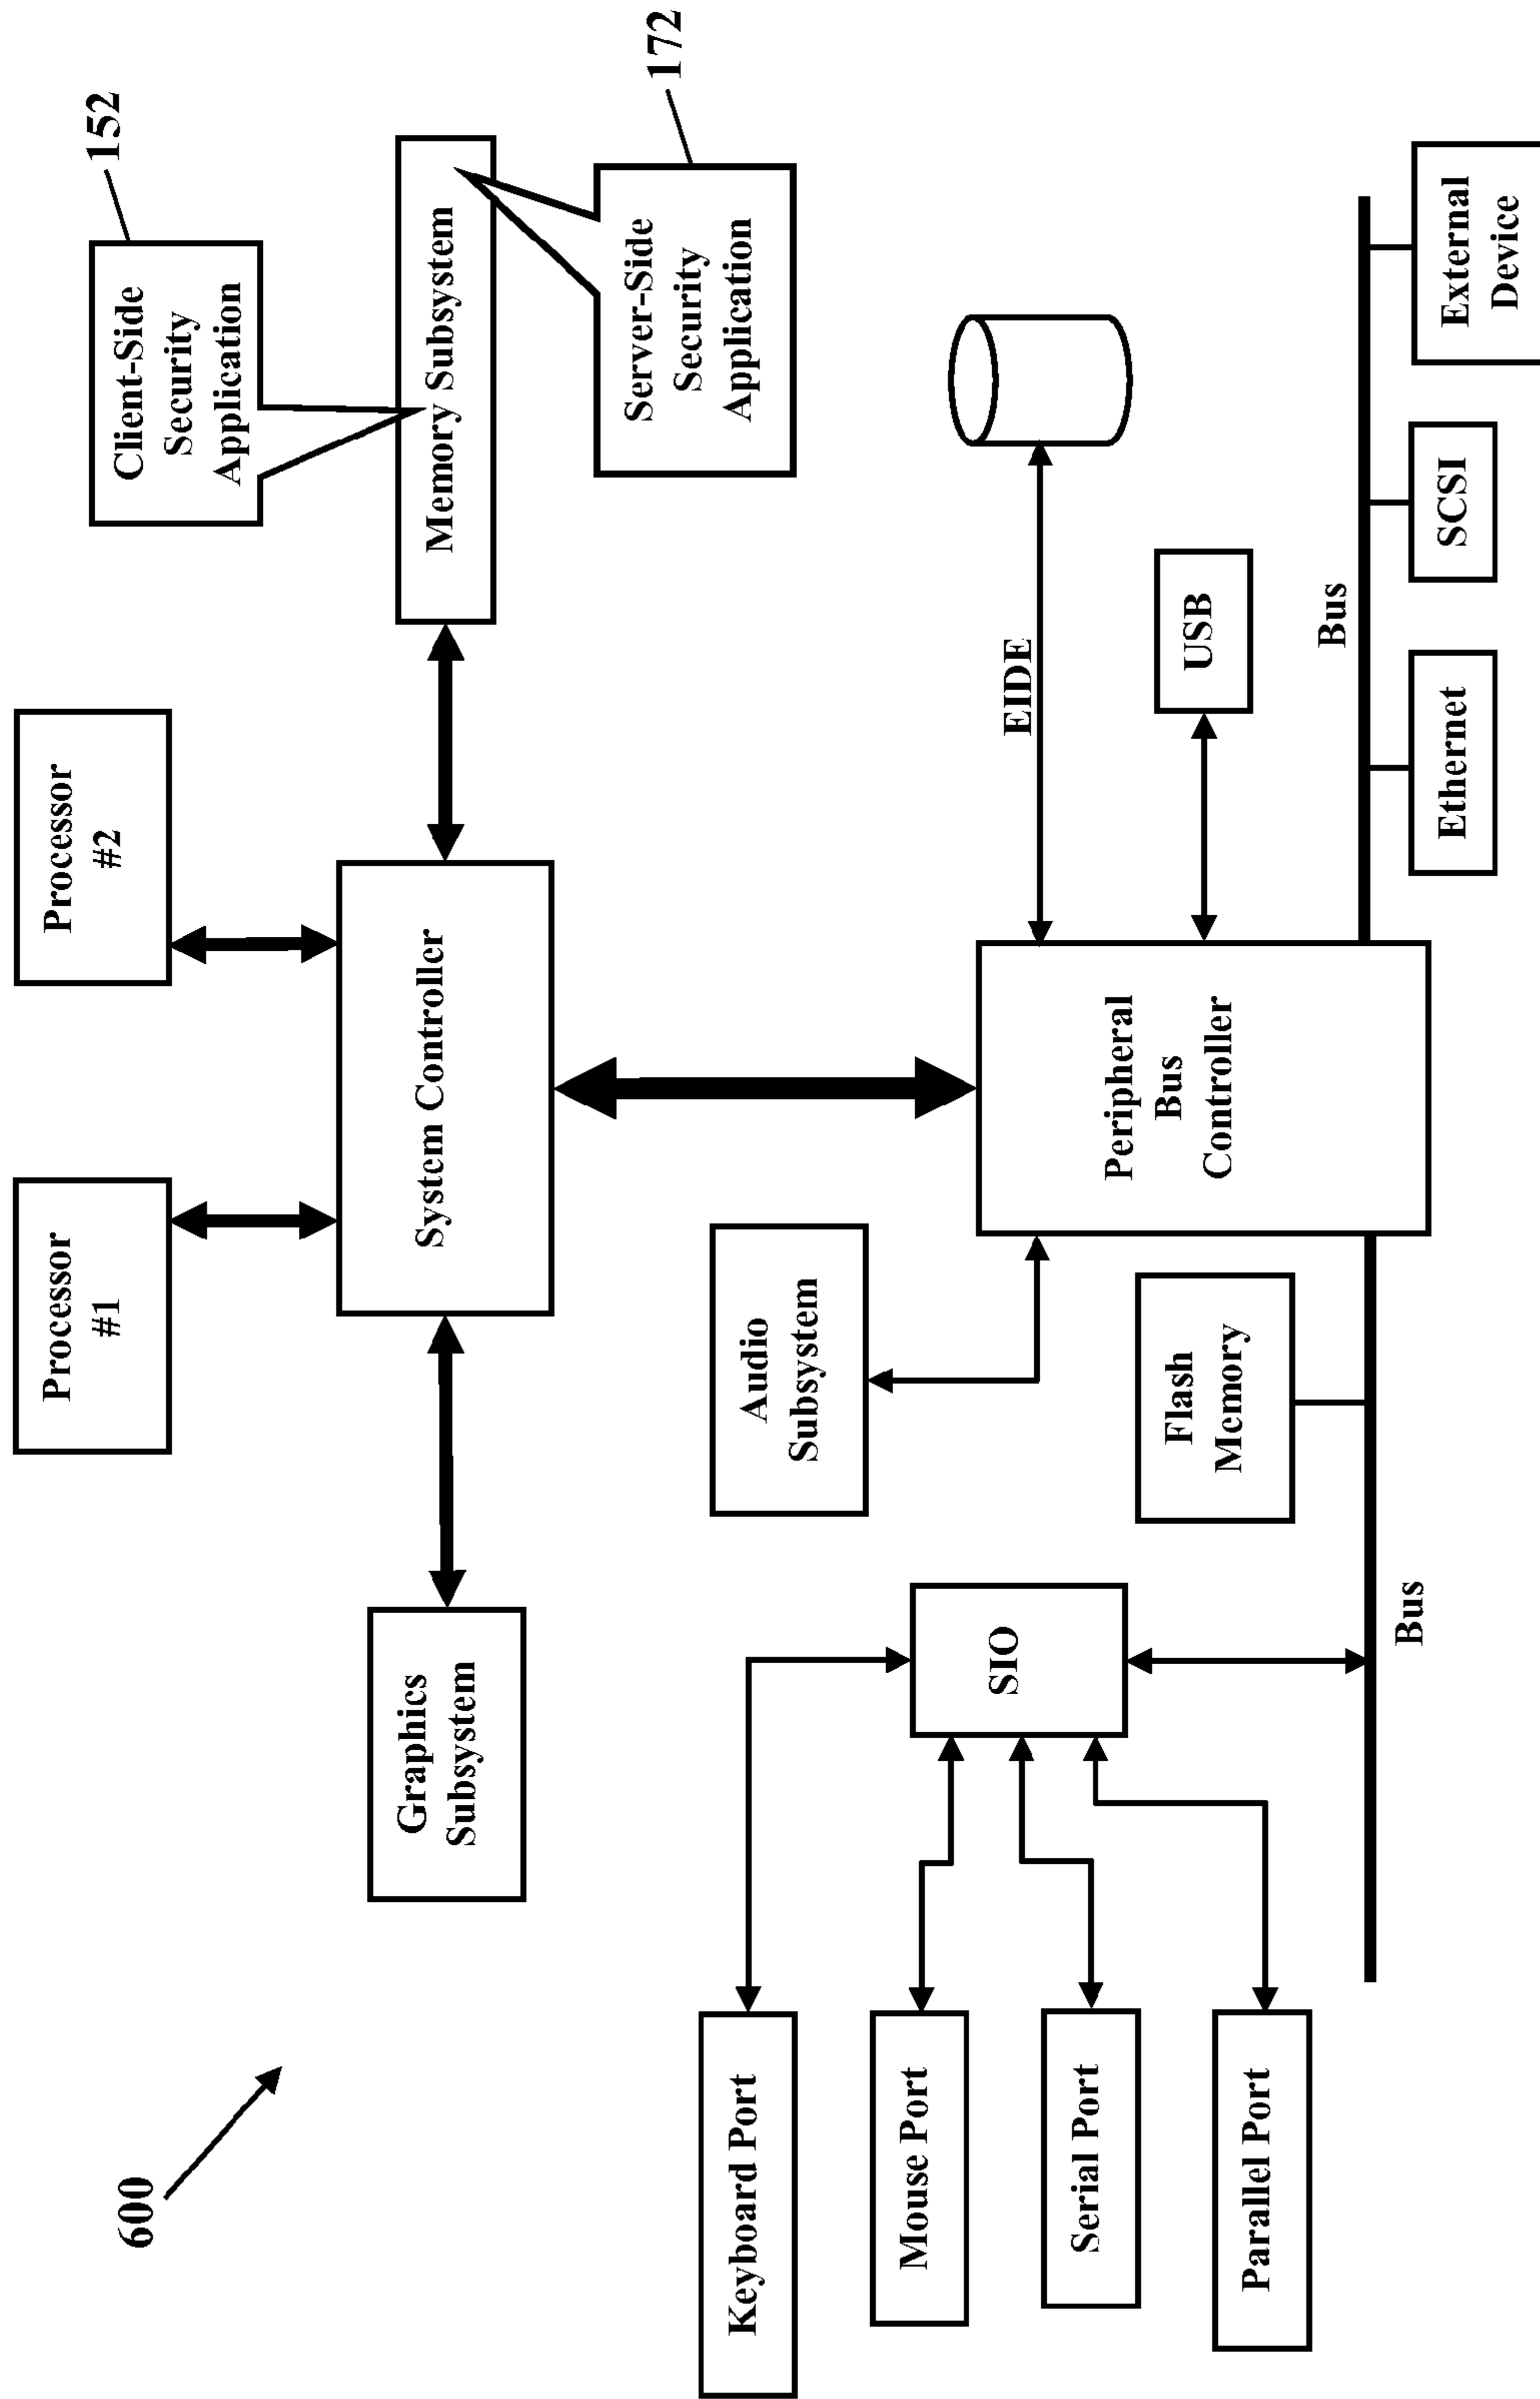 600
Processor
#1
Processor
#2
152
Client-Side
Security
Application
Graphics
Subsystem
System Controller
Memory Subsystem
172
Server-Side
Security
Application
Keyboard Port
Mouse Port
Serial Port
Parallel Port
SIO
Audio
Subsystem
Flash
Memory
Bus
Peripheral
Bus
Controller
EIDE
USB
Bus
Ethernet
SCSI
External
Device